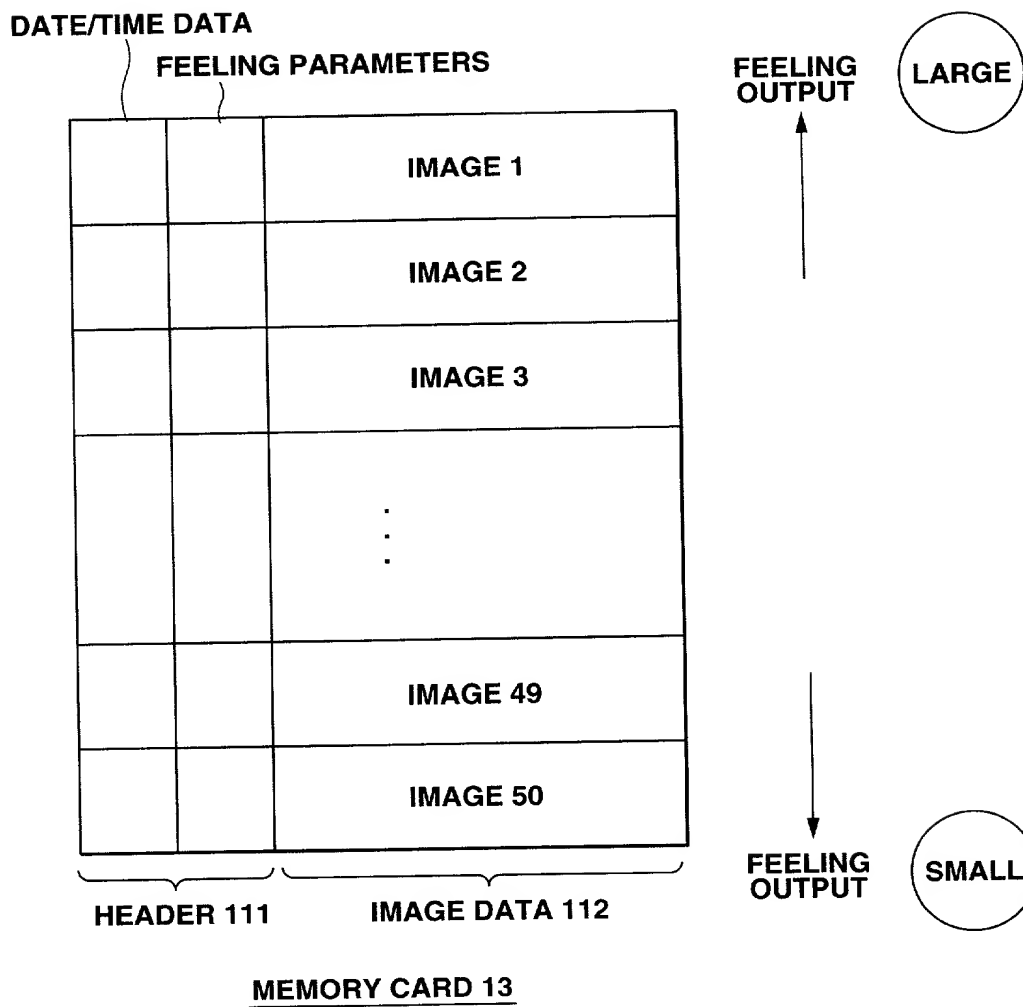 DATE/TIME DATA
FEELING PARAMETERS
FEELING
OUTPUT
LARGE
IMAGE 1
IMAGE 2
IMAGE 3
IMAGE 49
IMAGE 50
FEELING
OUTPUT
SMALL
HEADER 111
IMAGE DATA 112
MEMORY CARD 13